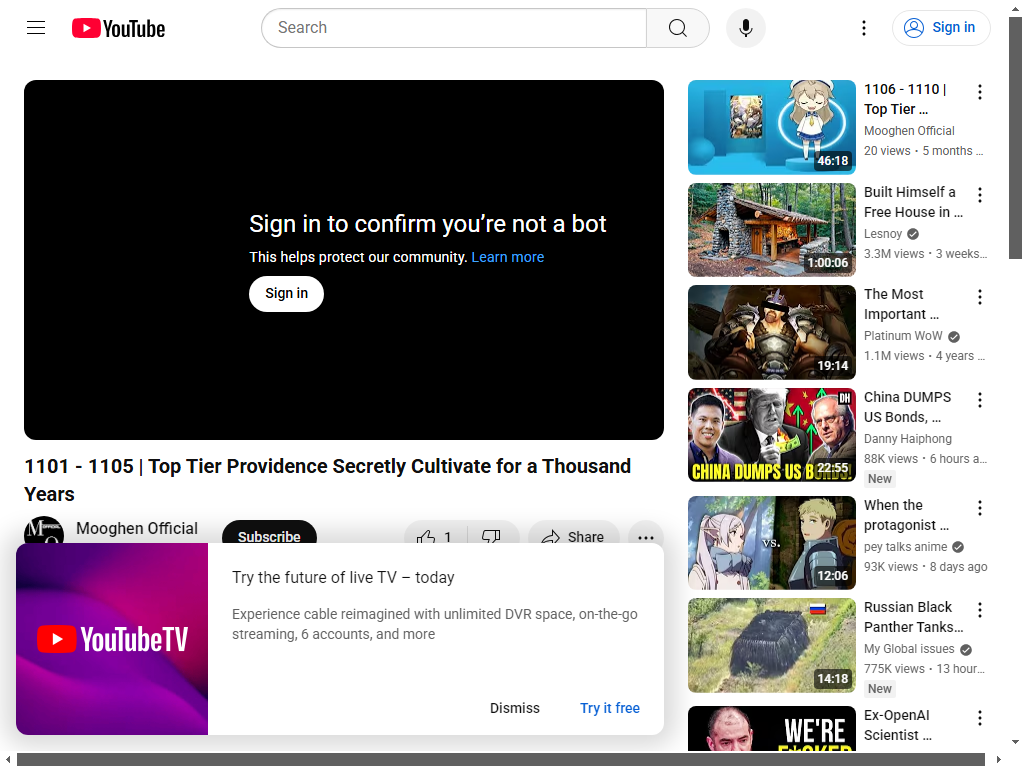 YouTube
Search
Sign in
Sign in to confirm you’re not a bot
This helps protect our community. Learn more
Sign in
1101 - 1105 | Top Tier Providence Secretly Cultivate for a Thousand
Years
Mooghen Official
Subscribe
1
Share
YouTubeTV
Try the future of live TV – today
Experience cable reimagined with unlimited DVR space, on-the-go
streaming, 6 accounts, and more
Dismiss
Try it free
46:18
1106 - 1110 |
Top Tier ...
Mooghen Official
20 views • 5 months ...
1:00:06
Built Himself a
Free House in ...
Lesnoy
3.3M views • 3 weeks...
19:14
The Most
Important ...
Platinum WoW
1.1M views • 4 years ...
DH
CHINA DUMPS US BONDS!
22:55
China DUMPS
US Bonds, ...
Danny Haiphong
88K views • 6 hours a...
New
vs.
12:06
When the
protagonist ...
pey talks anime
93K views • 8 days ago
14:18
Russian Black
Panther Tanks...
My Global issues
775K views • 13 hour...
New
WE'RE
Ex-OpenAI
Scientist ...